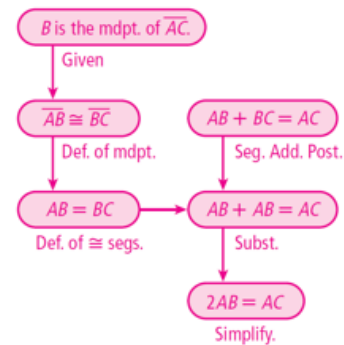 B is the mdpt. of AC.
Given
AB ≅ BC
AB + BC = AC
Def. of mdpt.
Seg. Add. Post.
AB = BC
AB + AB = AC
Def. of ≅ segs.
Subst.
2AB = AC
Simplify.